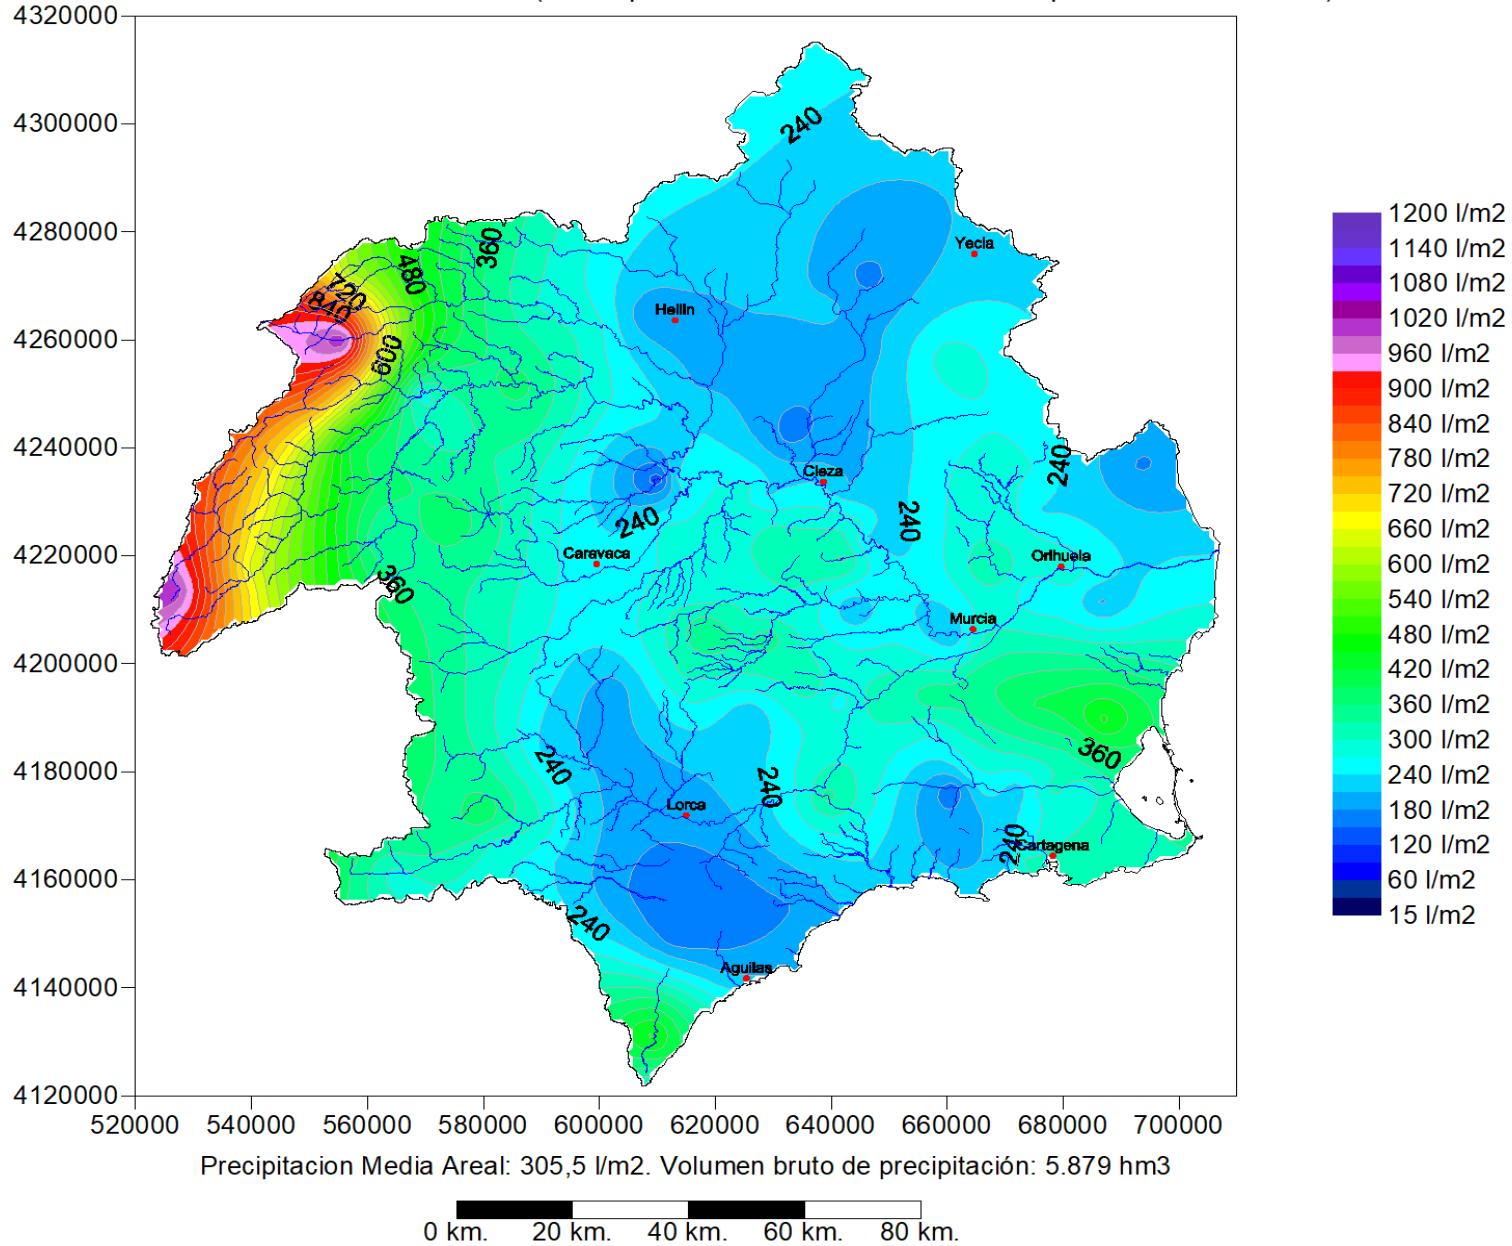 4320000
4300000
4280000
4260000
4240000
4220000
4200000
4180000
4160000
4140000
4120000
520000 540000 560000 580000 600000 620000 640000 660000 680000 700000
240
360
480
720
840
600
Yecla
Hellin
240
Cieza
240
240
Caravaca
Orihuela
360
Murcia
360
240
240
Lorca
240
Cartagena
240
Aguilas
1200 l/m2
1140 l/m2
1080 l/m2
1020 l/m2
960 l/m2
900 l/m2
840 l/m2
780 l/m2
720 l/m2
660 l/m2
600 l/m2
540 l/m2
480 l/m2
420 l/m2
360 l/m2
300 l/m2
240 l/m2
180 l/m2
120 l/m2
60 l/m2
15 l/m2
Precipitacion Media Areal: 305,5 l/m2. Volumen bruto de precipitación: 5.879 hm3
0 km. 20 km. 40 km. 60 km. 80 km.